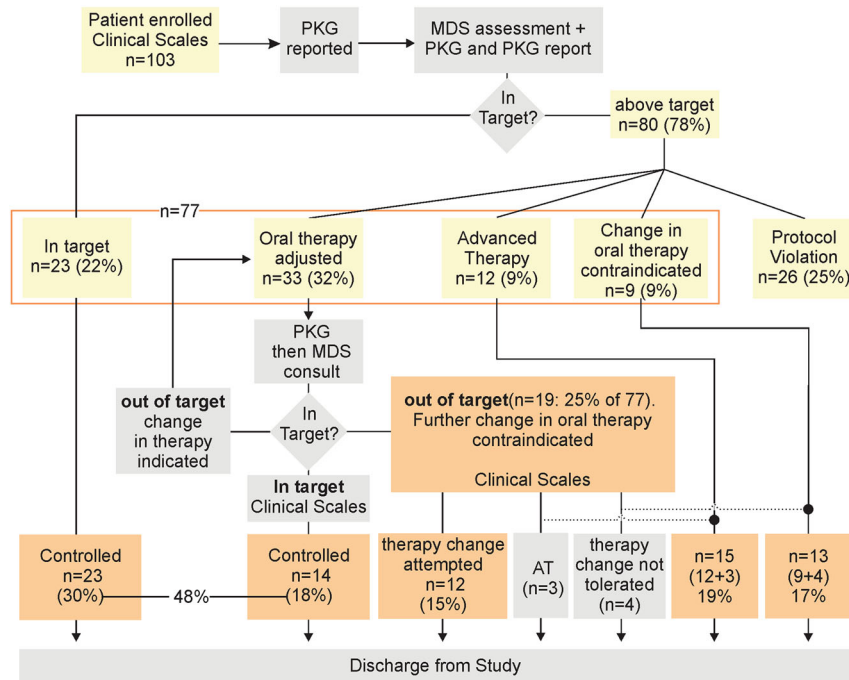 Patient enrolled
Clinical Scales
n=103
PKG
reported
MDS assessment +
PKG and PKG report
In
Target?
above target
n=80 (78%)
n=77
In target
n=23 (22%)
Oral therapy
adjusted
n=33 (32%)
Advanced
Therapy
n=12 (9%)
Change in
oral therapy
contraindicated
n=9 (9%)
Protocol
Violation
n=26 (25%)
PKG
then MDS
consult
out of target
change
in therapy
indicated
In
Target?
out of target(n=19: 25% of 77).
Further change in oral therapy
contraindicated
Clinical Scales
In target
Clinical Scales
Controlled
n=23
(30%)
48%
Controlled
n=14
(18%)
therapy change
attempted
n=12
(15%)
AT
(n=3)
therapy
change not
tolerated
(n=4)
n=15
(12+3)
19%
n=13
(9+4)
17%
Discharge from Study